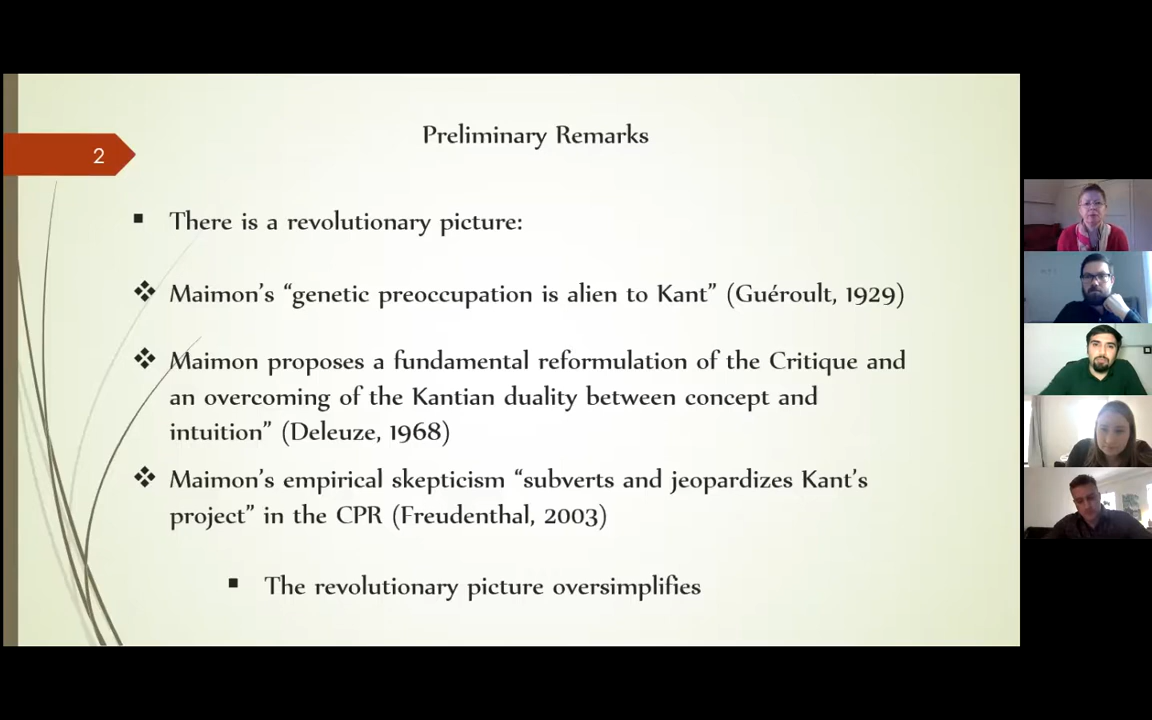 Preliminary Remarks
2
There is a revolutionary picture:
Maimon's “genetic preoccupation is alien to Kant” (Guéroult, 1929)
Maimon proposes a fundamental reformulation of the Critique and
an overcoming of the Kantian duality between concept and
intuition” (Deleuze, 1968)
Maimon's empirical skepticism “subverts and jeopardizes Kant's
project” in the CPR (Freudenthal, 2003)
The revolutionary picture oversimplifies